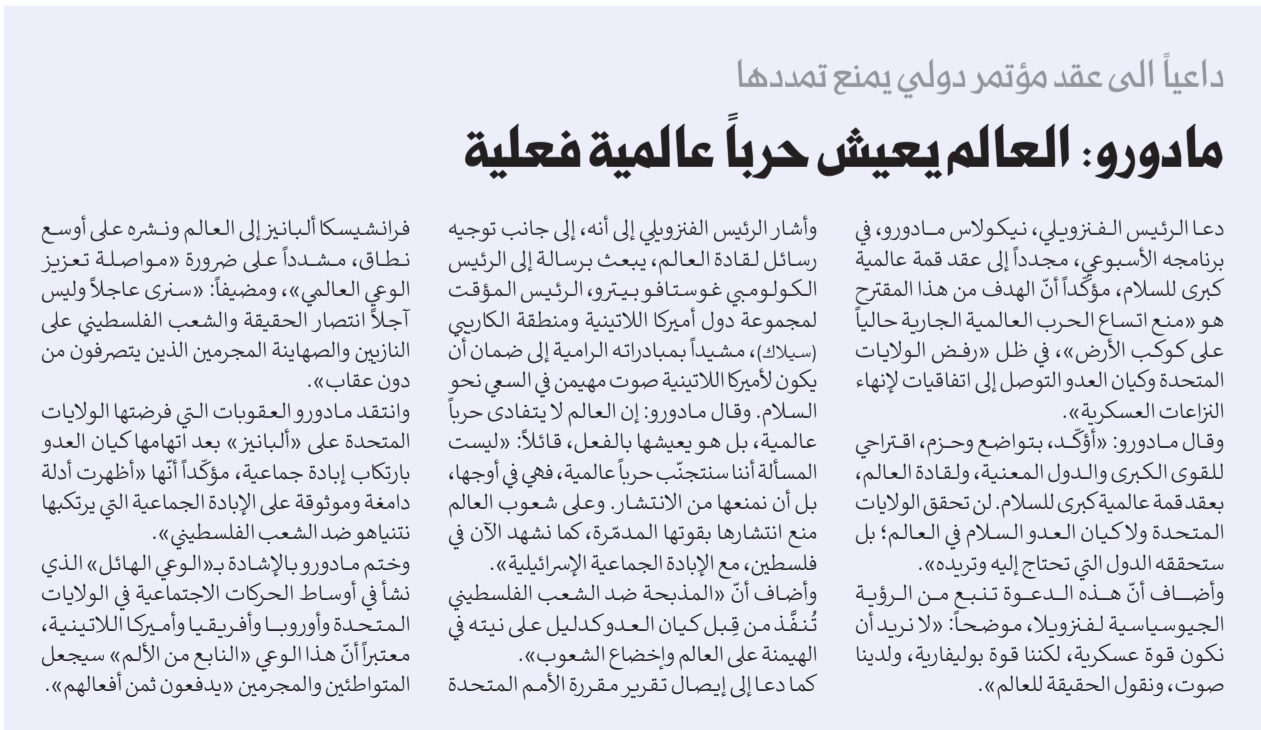 داعياً الى عقد مؤتمر دولي يمنع تمددها
مادورو: العالم يعيش حرباً عالمية فعلية
دعا الرئيس الفنزويلي، نيكولاس مادورو، في
برنامجه الأسبوعي، مجدداً إلى عقد قمة عالمية
كبرى للسلام، مؤكّداً أنّ الهدف من هذا المقترح
هو «منع اتساع الحرب العالمية الجارية حالياً
على كوكب الأرض»، في ظل «رفض الولايات
المتحدة وكيان العدو التوصل إلى اتفاقيات لإنهاء
النزاعات العسكرية».
وقال مادورو: «أؤكّد، بتواضع وحزم، اقتراحي
للقوى الكبرى والدول المعنية، ولقادة العالم،
بعقد قمة عالمية كبرى للسلام. لن تحقق الولايات
المتحدة ولا كيان العدو السلام في العالم؛ بل
ستحققه الدول التي تحتاج إليه وتريده».
وأضاف أنّ هذه الدعوة تنبع من الرؤية
الجيوسياسية لفنزويلا، موضحاً: «لا نريد أن
نكون قوة عسكرية، لكننا قوة بوليفارية، ولدينا
صوت، ونقول الحقيقة للعالم».
وأشار الرئيس الفنزويلي إلى أنه، إلى جانب توجيه
رسائل لقادة العالم، يبعث برسالة إلى الرئيس
الكولومبي غوستافو بيترو، الرئيس المؤقت
لمجموعة دول أميركا اللاتينية ومنطقة الكاريبي
(سيلاك)، مشيداً بمبادراته الرامية إلى ضمان أن
يكون لأميركا اللاتينية صوت مهيمن في السعي نحو
السلام. وقال مادورو: إن العالم لا يتفادى حرباً
عالمية، بل هو يعيشها بالفعل، قائلاً: «ليست
المسألة أننا سنتجنّب حرباً عالمية، فهي في أوجها،
بل أن نمنعها من الانتشار. وعلى شعوب العالم
منع انتشارها بقوتها المدمّرة، كما نشهد الآن في
فلسطين، مع الإبادة الجماعية الإسرائيلية».
وأضاف أنّ «المذبحة ضد الشعب الفلسطيني
تُنفَّذ من قِبل كيان العدو كدليل على نيته في
الهيمنة على العالم وإخضاع الشعوب».
كما دعا إلى إيصال تقرير مقررة الأمم المتحدة
فرانشيسكا ألبانيز إلى العالم ونشره على أوسع
نطاق، مشدداً على ضرورة «مواصلة تعزيز
الوعي العالمي»، ومضيفاً: «سنرى عاجلاً وليس
آجلاً انتصار الحقيقة والشعب الفلسطيني على
النازيين والصهاينة المجرمين الذين يتصرفون من
دون عقاب».
وانتقد مادورو العقوبات التي فرضتها الولايات
المتحدة على «ألبانيز» بعد اتهامها كيان العدو
بارتكاب إبادة جماعية، مؤكّداً أنّها «أظهرت أدلة
دامغة وموثوقة على الإبادة الجماعية التي يرتكبها
نتنياهو ضد الشعب الفلسطيني».
وختم مادورو بالإشادة بـ«الوعي الهائل» الذي
نشأ في أوساط الحركات الاجتماعية في الولايات
المتحدة وأوروبا وأفريقيا وأميركا اللاتينية،
معتبراً أنّ هذا الوعي «النابع من الألم» سيجعل
المتواطئين والمجرمين «يدفعون ثمن أفعالهم».